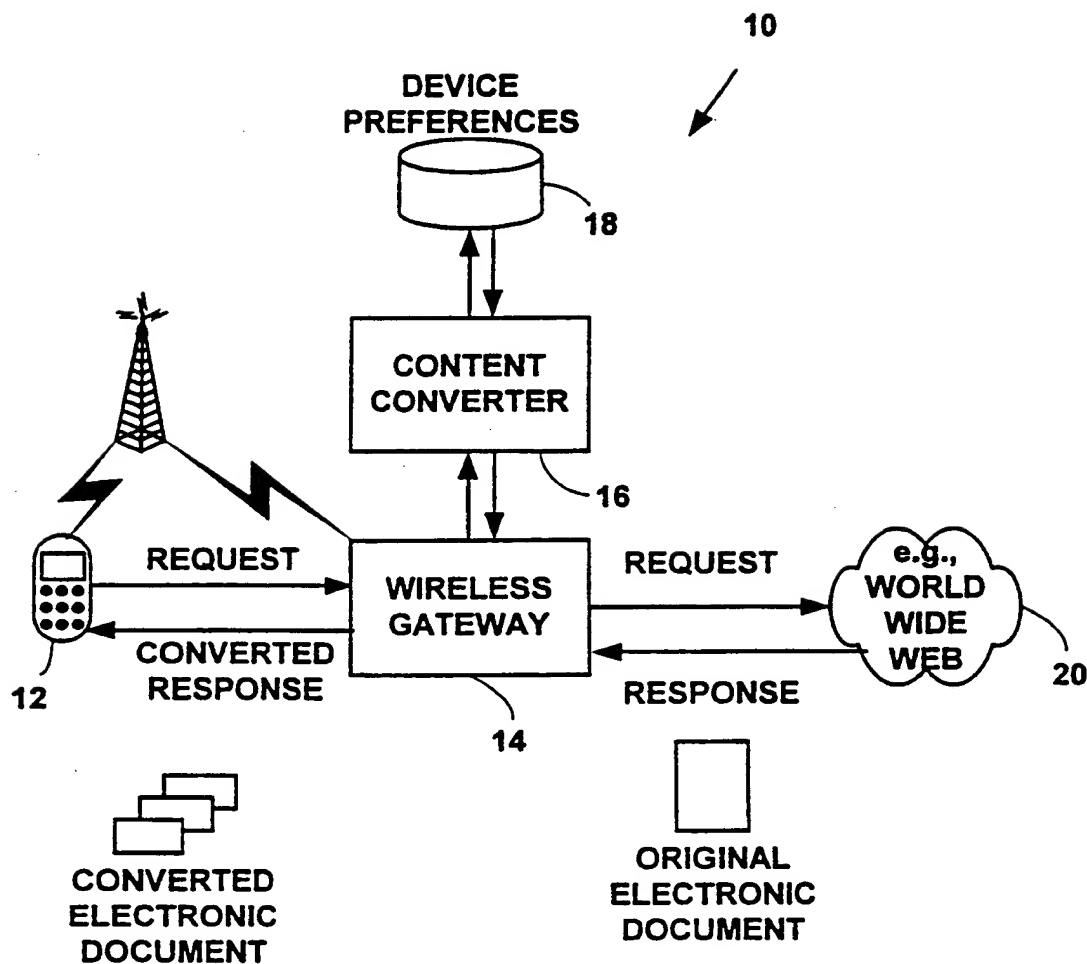 10
DEVICE
PREFERENCES
18
CONTENT
CONVERTER
16
REQUEST
WIRELESS
GATEWAY
REQUEST
e.g.,
WORLD
WIDE
WEB
CONVERTED
RESPONSE
12
14
RESPONSE
20
CONVERTED
ELECTRONIC
DOCUMENT
ORIGINAL
ELECTRONIC
DOCUMENT